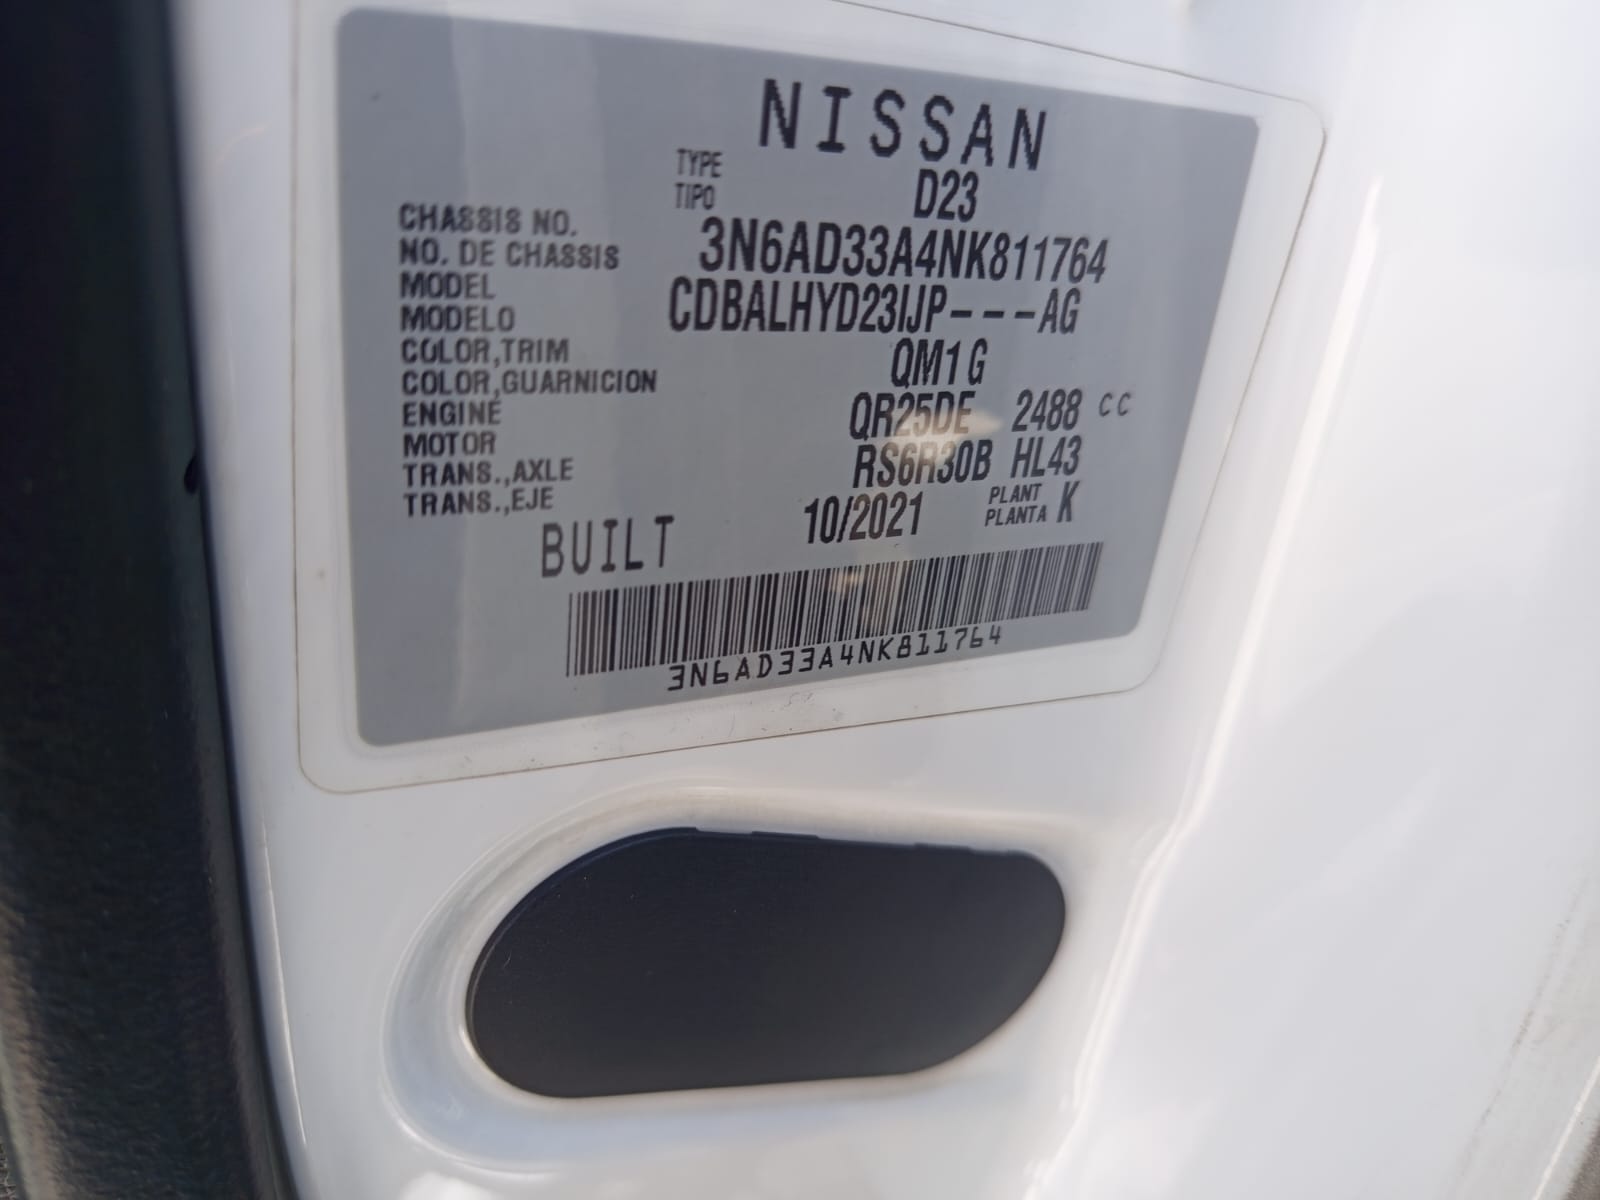 NISSAN
TYPE
TIPO D23
CHASSIS NO.
NO. DE CHASSIS 3N6AD33A4NK811764
MODEL
MODELO CDBALHYD23IJP---AG
COLOR,TRIM
COLOR,GUARNICION QM1 G
ENGINE
MOTOR QR25DE 2488 CC
TRANS.,AXLE
TRANS.,EJE RS6R30B HL43
BUILT 10/2021 PLANT
PLANTA K
3N6AD33A4NK811764